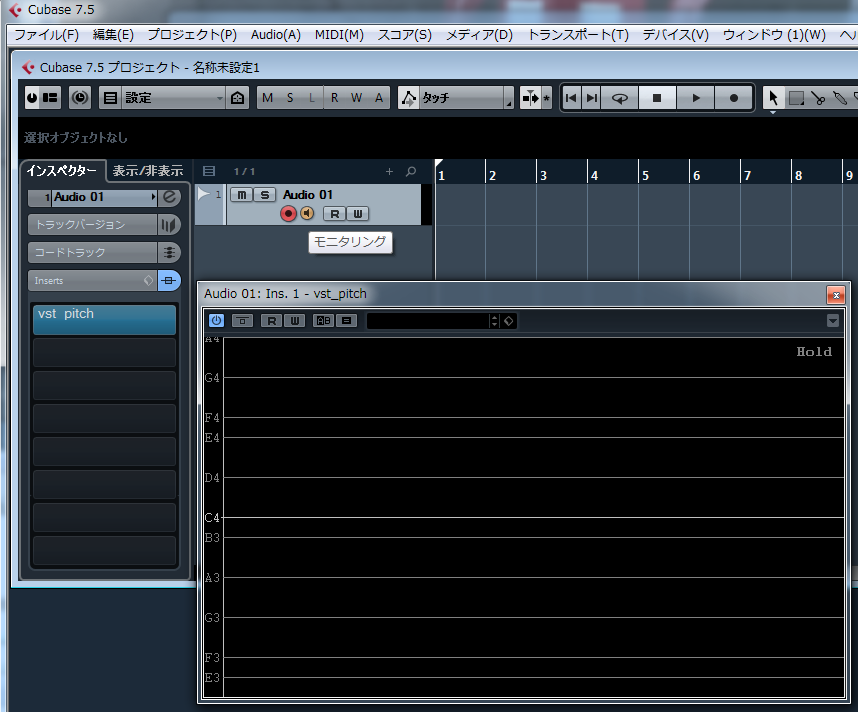 Cubase 7.5
ファイル(F) 編集(E) プロジェクト(P) Audio(A) MIDI(M) スコア(S) メディア(D) トランスポート(T) デバイス(V) ウィンドウ (1)(W)
Cubase 7.5 プロジェクト - 名称未設定1
設定 M S L R W A タッチ
選択オブジェクトなし
インスペクター 表示/非表示 1 / 1 + 1 2 3 4 5 6 7 8 9
1 Audio 01 e 1 m S Audio 01
R W
トラックバージョン
モニタリング
コードトラック
Inserts
Audio 01: Ins. 1 - vst_pitch
vst pitch
R W
A4
Hold
G4
F4
E4
D4
C4
B3
A3
G3
F3
E3